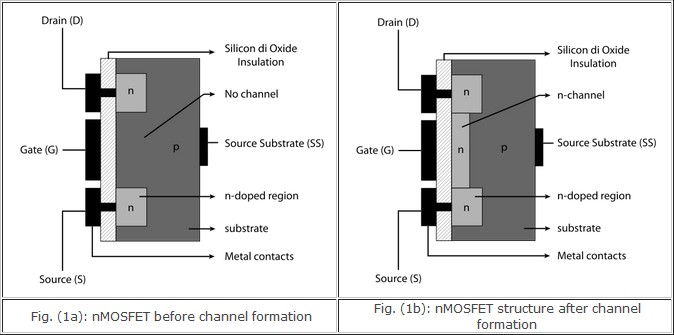 Drain (D)
Silicon di Oxide
Insulation
n
No channel
Gate (G)
p
Source Substrate (SS)
n
n-doped region
substrate
Metal contacts
Source (S)
Fig. (1a): nMOSFET before channel formation
Drain (D)
Silicon di Oxide
Insulation
n
n-channel
Gate (G)
n
p
Source Substrate (SS)
n
n-doped region
substrate
Metal contacts
Source (S)
Fig. (1b): nMOSFET structure after channel
formation